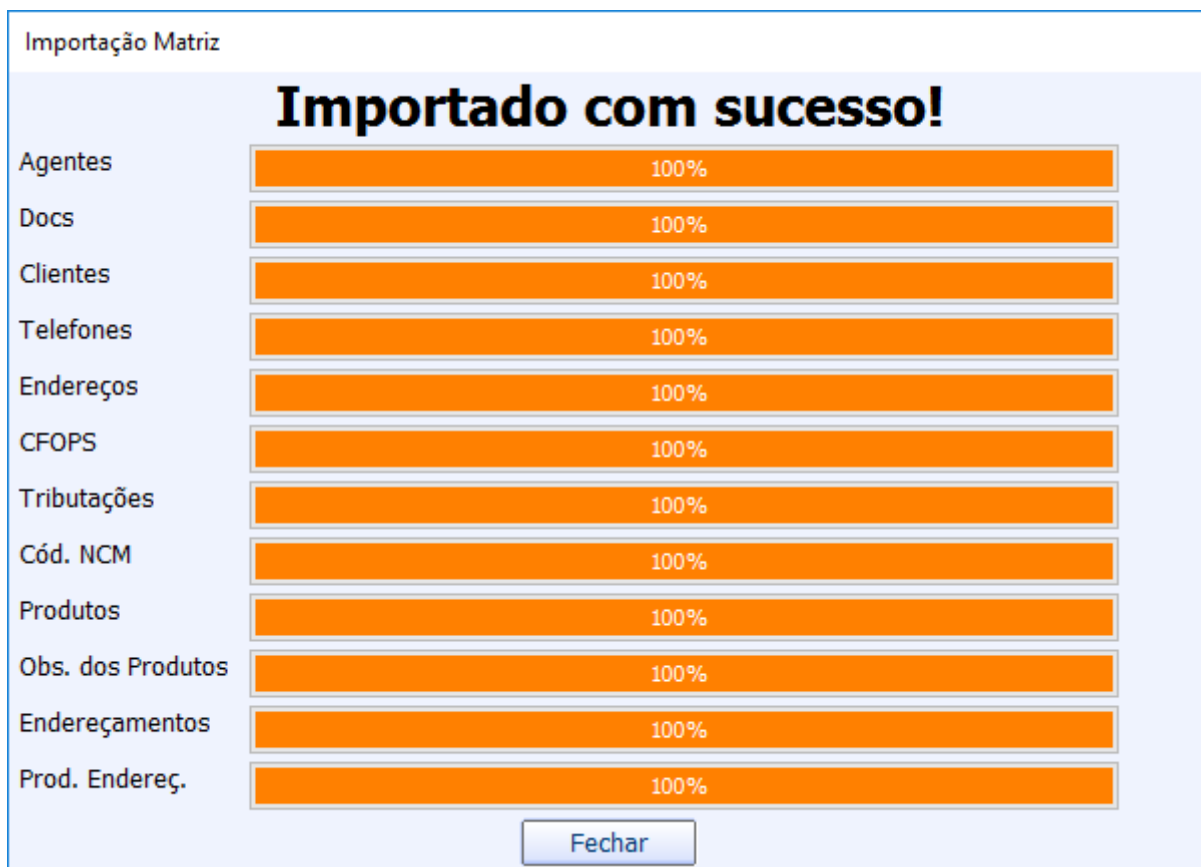 Importação Matriz
Importado com sucesso!
Agentes 100%
Docs 100%
Clientes 100%
Telefones 100%
Endereços 100%
CFOPS 100%
Tributações 100%
Cód. NCM 100%
Produtos 100%
Obs. dos Produtos 100%
Endereçamentos 100%
Prod. Endereç. 100%
Fechar